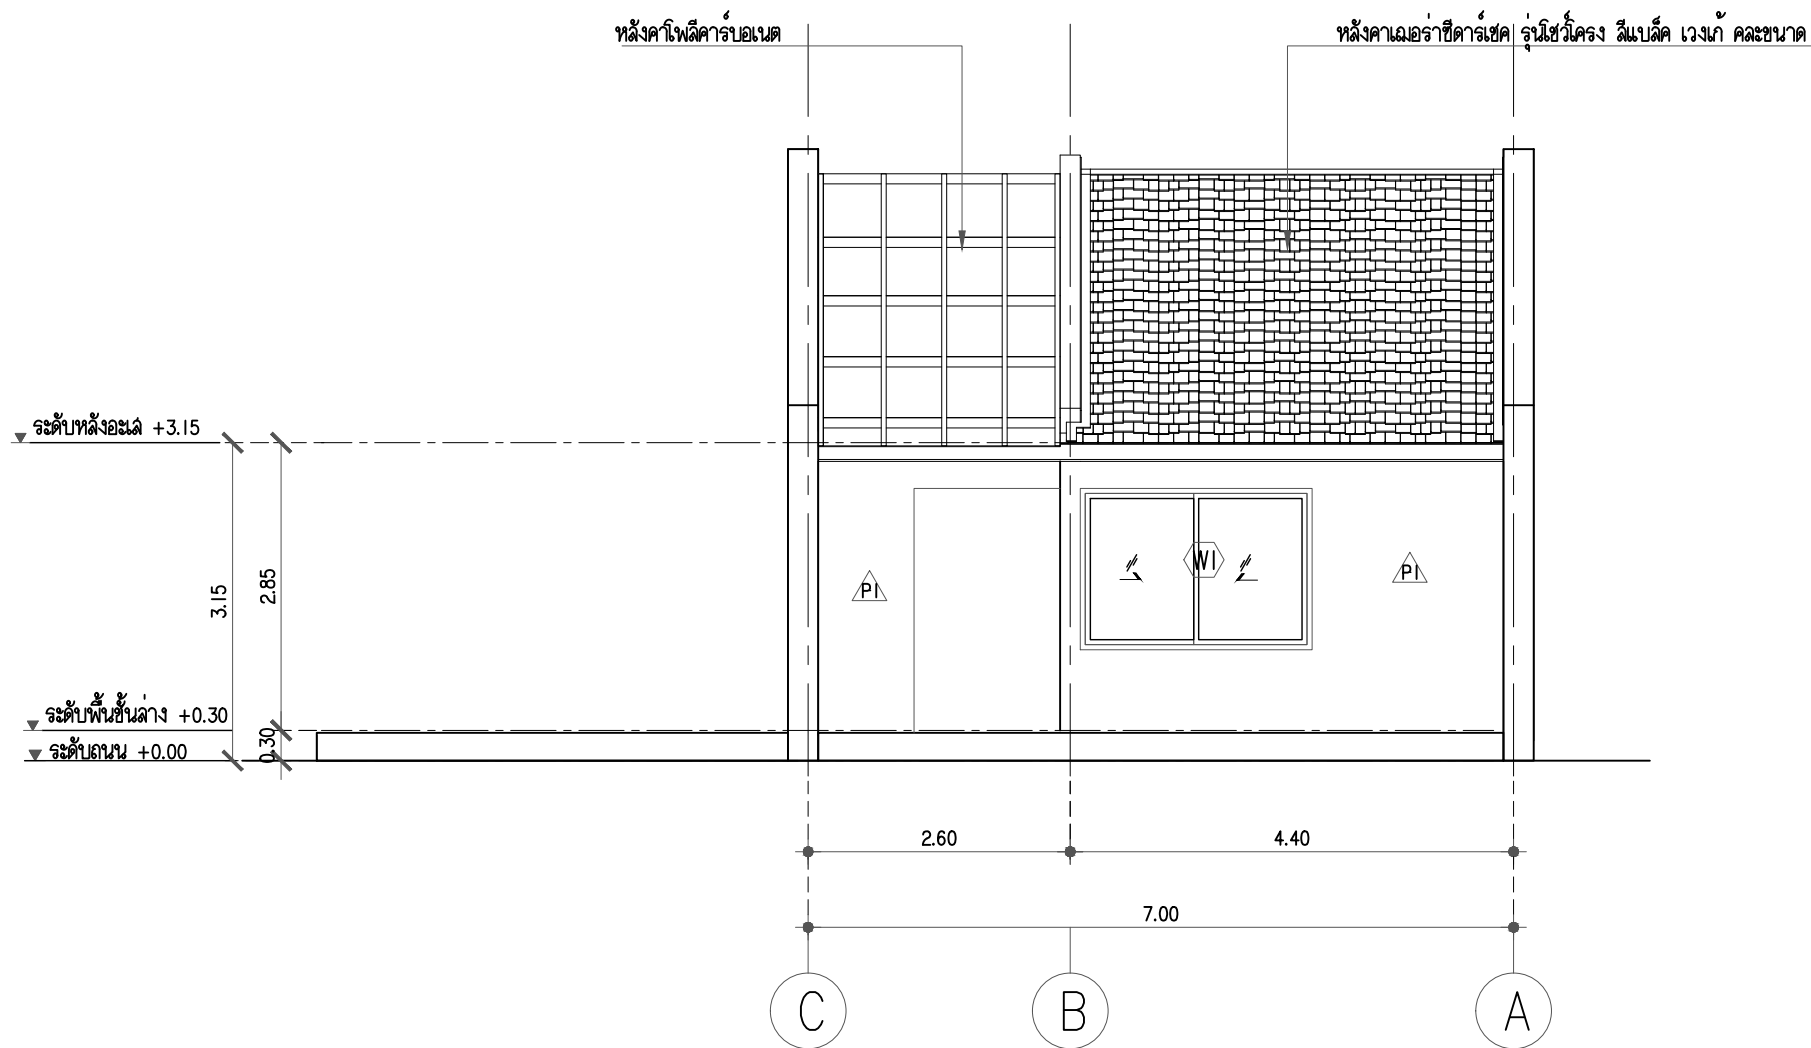 หลังคาโพลีคาร์บอเนต
หลังคาเฌอร่าซีดาร์เชค รุ่นโชว์โครง สีแบล็ค เวงเก้ คละขนาด
ระดับหลังอะเส +3.15
3.15
2.85
P1
W1
P1
ระดับพื้นชั้นล่าง +0.30
0.30
ระดับถนน +0.00
2.60
4.40
7.00
C
B
A